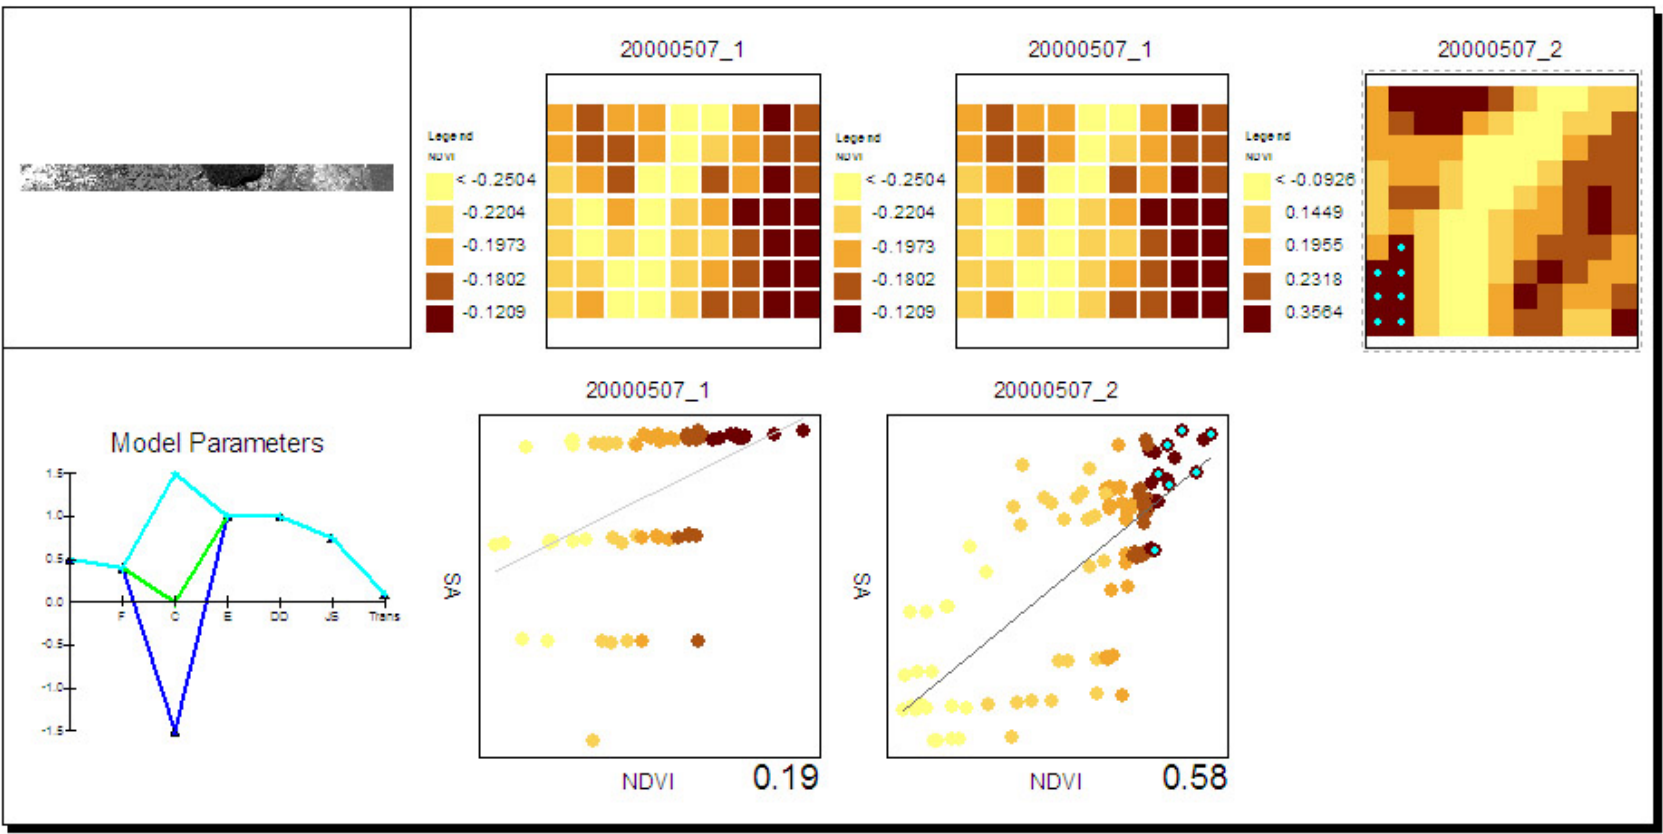 20000507_1
20000507_1
20000507_2
Legend
NDVI
< -0.2504
-0.2204
-0.1973
-0.1802
-0.1209
Legend
NDVI
< -0.2504
-0.2204
-0.1973
-0.1802
-0.1209
Legend
NDVI
< -0.0926
0.1449
0.1955
0.2318
0.3564
Model Parameters
1.5
1.0
0.5
0.0
-0.5
-1.0
-1.5
F
C
E
DD
JS
Trans
20000507_1
SA
NDVI
0.19
20000507_2
SA
NDVI
0.58